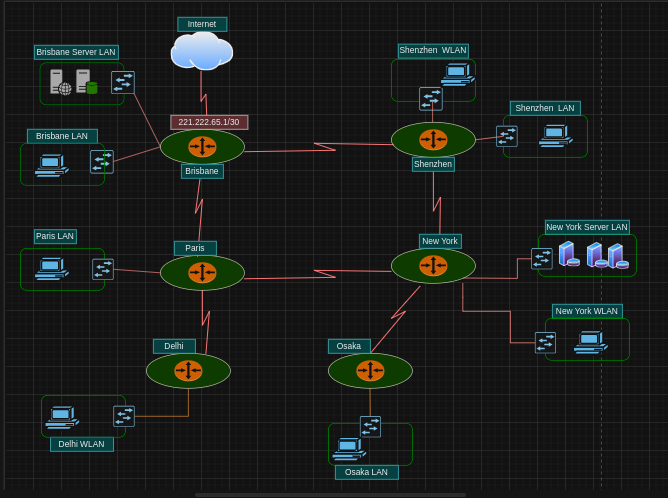 Internet
Brisbane Server LAN
Shenzhen WLAN
221.222.65.1/30
Shenzhen LAN
Brisbane LAN
Brisbane
Shenzhen
Paris LAN
Paris
New York
New York Server LAN
New York WLAN
Delhi
Osaka
Delhi WLAN
Osaka LAN